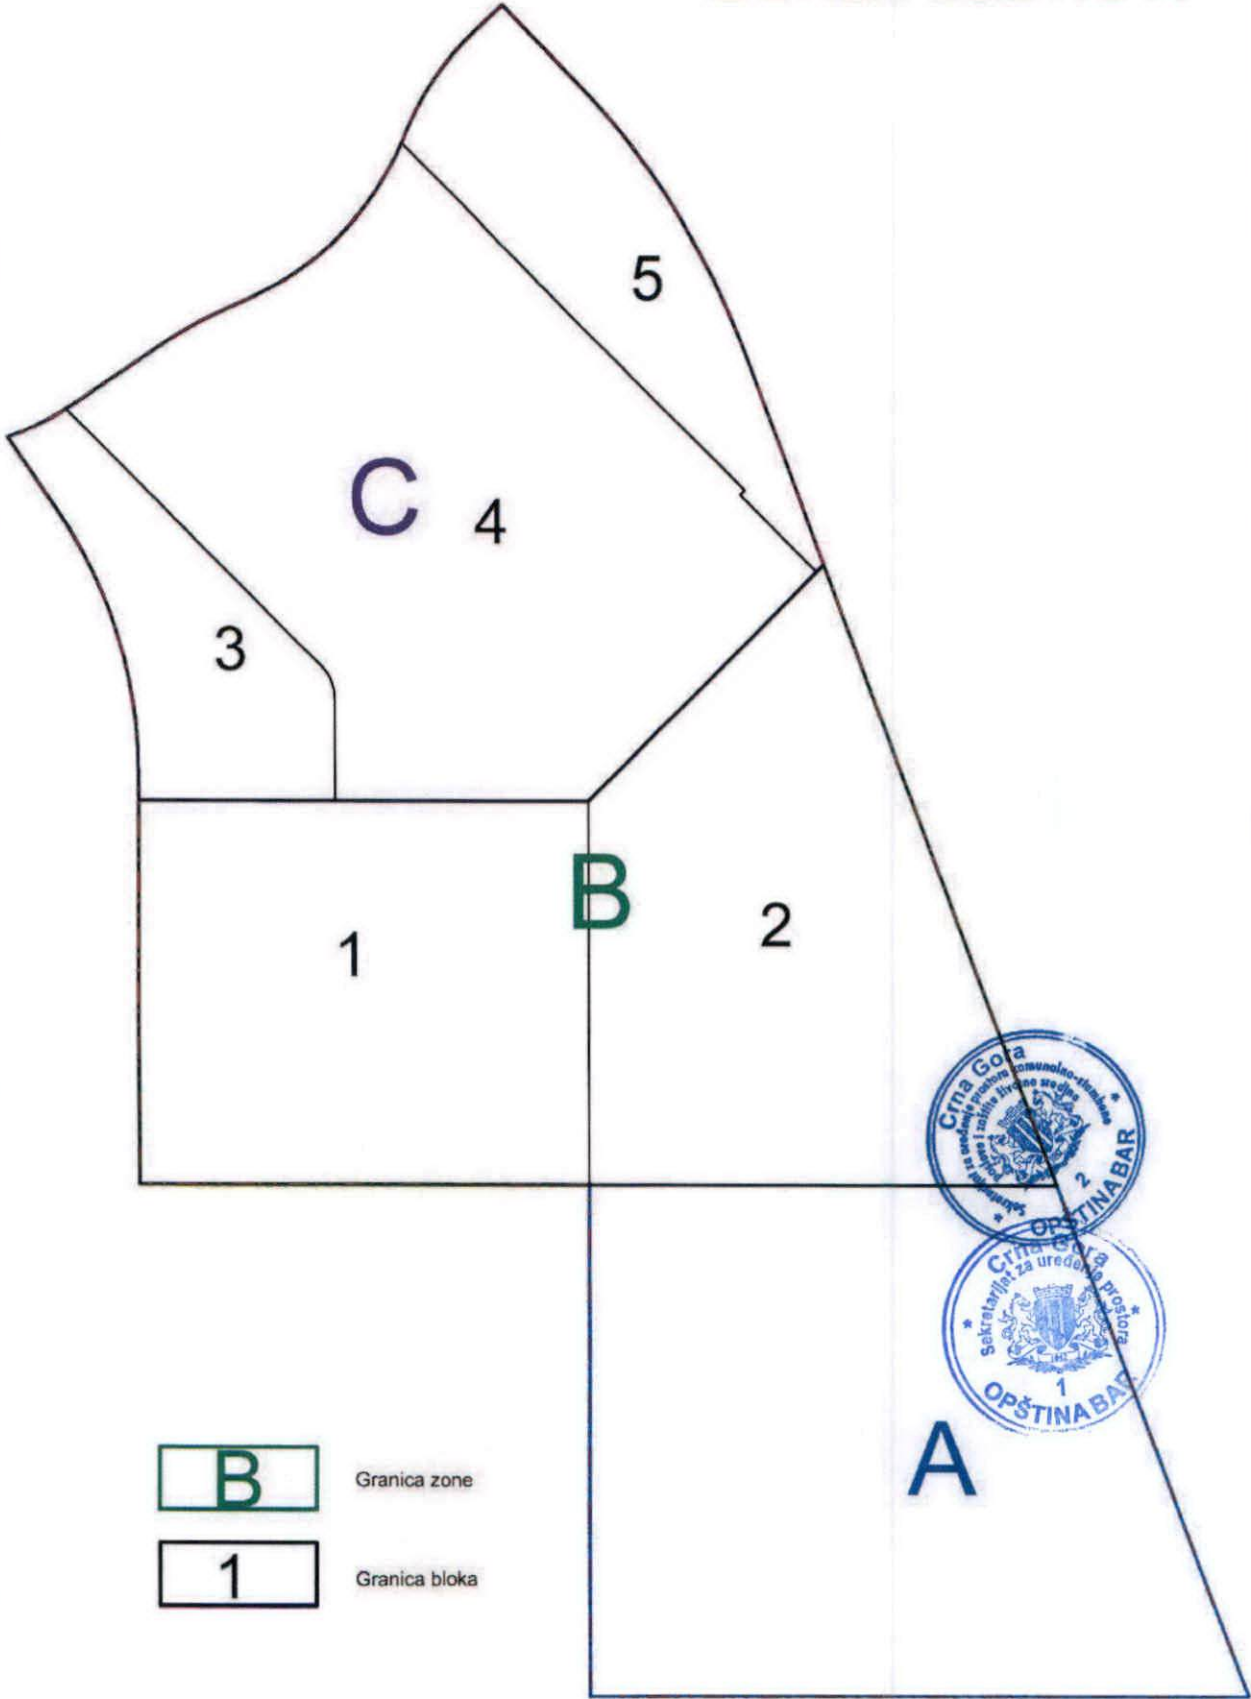 5
C 4
3
B
2
1
Crna Gora
OPŠTINA BAR
2
Crna Gora
Sekretarijat za uređenje prostora
1
OPŠTINA BAR
A
B Granica zone
1 Granica bloka